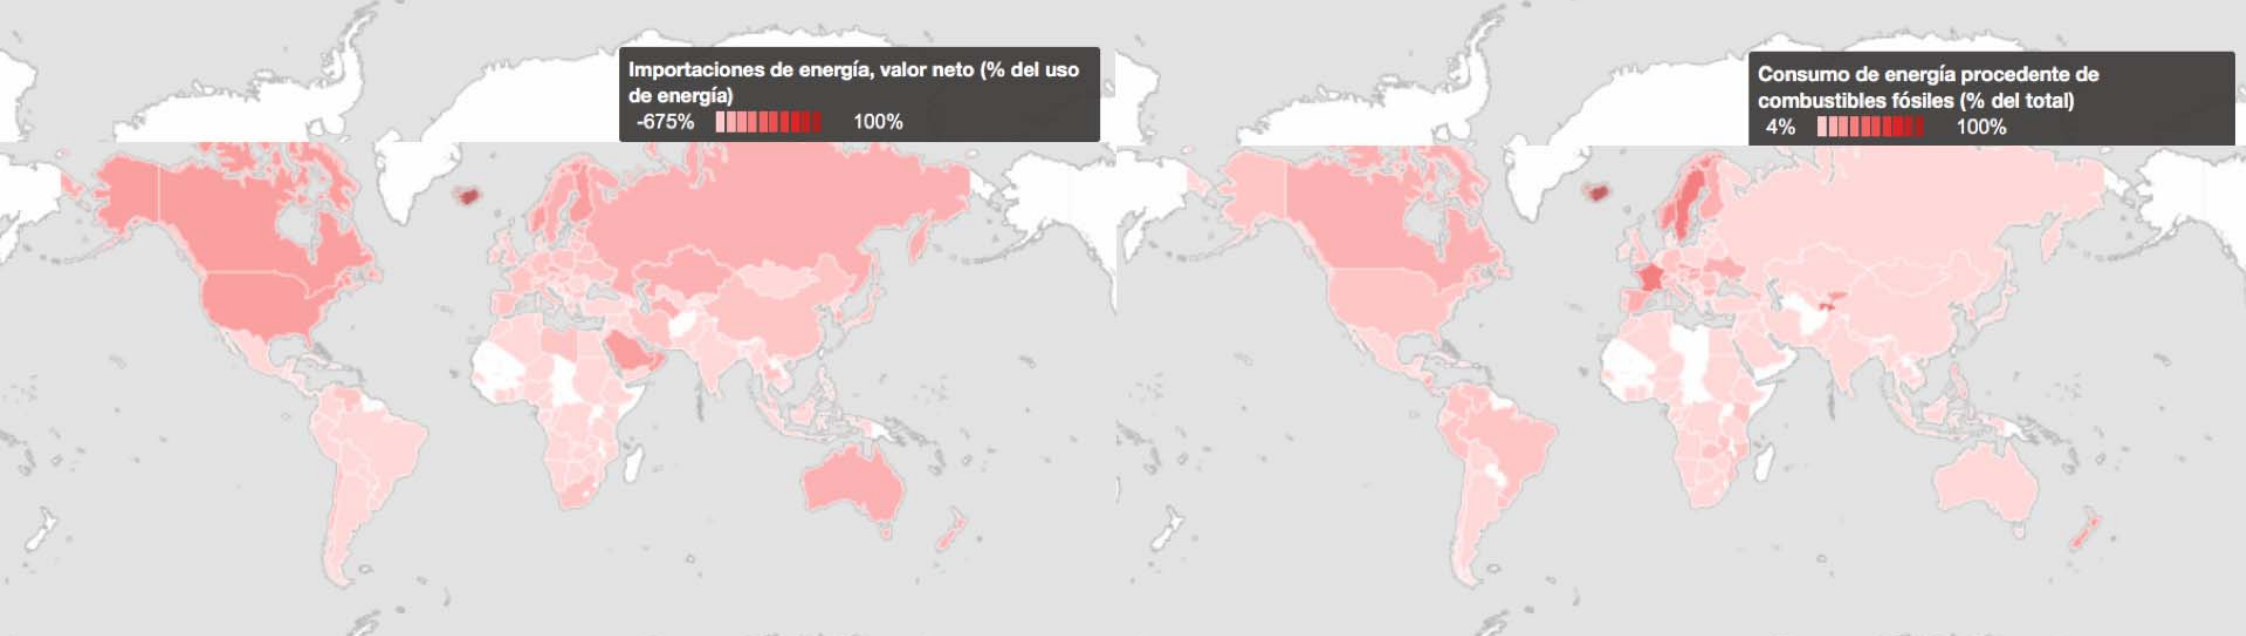 Importaciones de energía, valor neto (% del uso
de energía)
-675% 100%
Consumo de energía procedente de
combustibles fósiles (% del total)
4% 100%